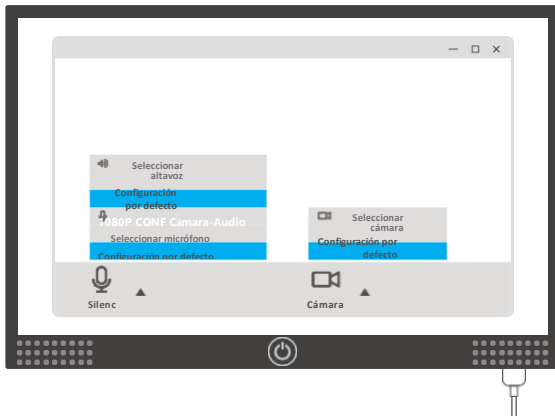 Seleccionar
altavoz
Configuración
por defecto
1080P CONF Camara-Audio
Seleccionar micrófono
Configuración por defecto
Seleccionar
cámara
Configuración por
defecto
Silenc
Cámara